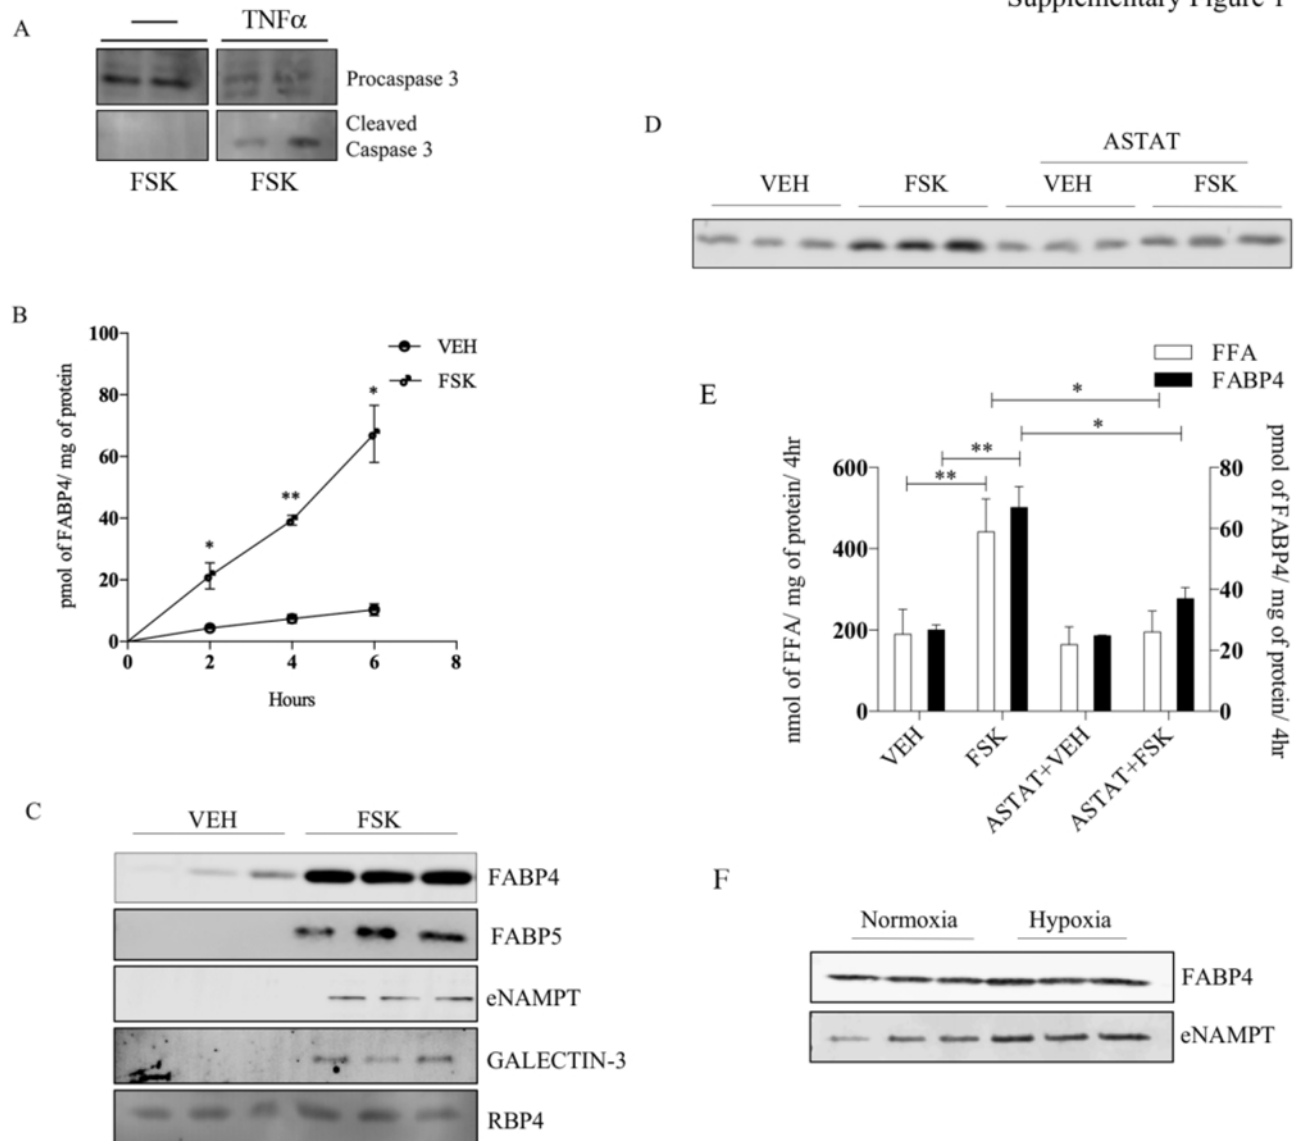 Supplementary Figure 1
A
TNFα
Procaspase 3
Cleaved
Caspase 3
FSK FSK
D
ASTAT
VEH FSK VEH FSK
B
100
80
60
40
20
0
0 2 4 6 8
pmol of FABP4/ mg of protein
Hours
VEH
FSK
*
**
*
E
FFA
FABP4
*
*
**
**
nmol of FFA/ mg of protein/ 4hr
600
400
200
0
80
60
40
20
0
pmol of FABP4/ mg of protein/ 4hr
VEH
FSK
ASTAT+VEH
ASTAT+FSK
C
VEH FSK
FABP4
FABP5
eNAMPT
GALECTIN-3
RBP4
F
Normoxia Hypoxia
FABP4
eNAMPT